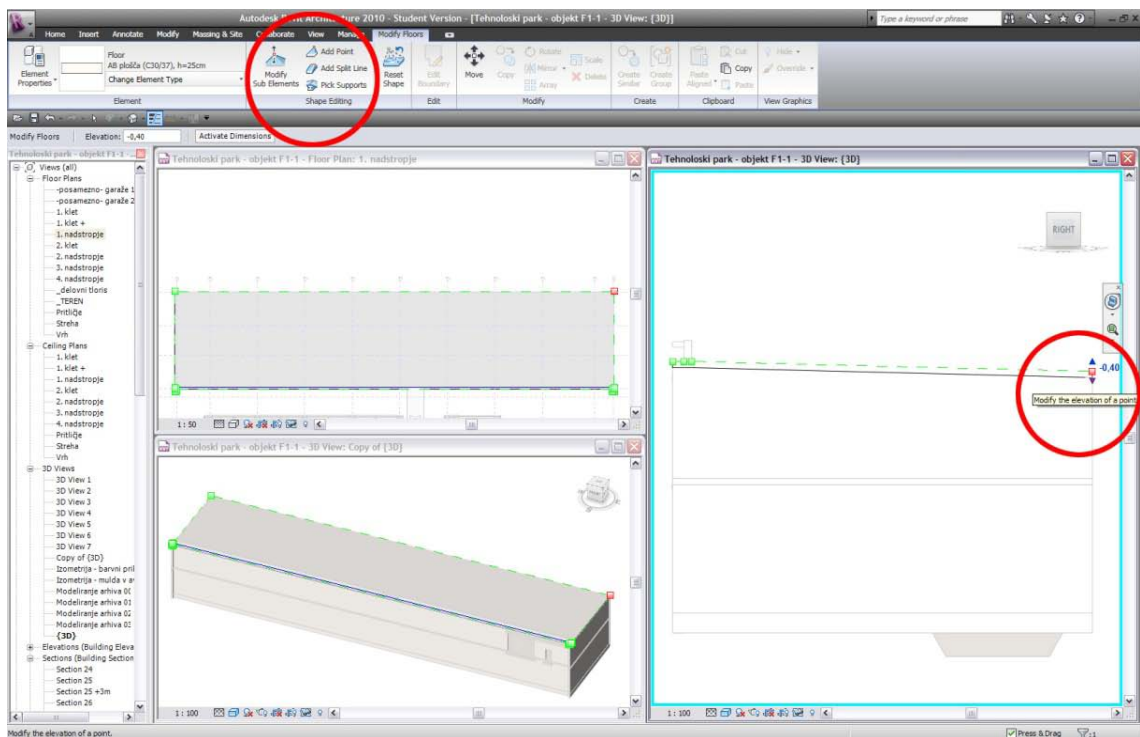 Autodesk Revit Architecture 2010 - Student Version - [Tehnoloski park - objekt F1-1 - 3D View: {3D}]
Type a keyword or phrase
Home Insert Annotate Modify Massing & Site Collaborate View Manage Modify Floors
Element Properties
Floor
AB plošča (C30/37), h=25cm
Change Element Type
Modify Sub Elements
Add Point
Add Split Line
Pick Supports
Reset Shape
Edit Boundary
Move
Copy
Rotate
Mirror
Array
Scale
Delete
Create Similar
Create Group
Paste Aligned
Cut
Copy
Paste
Hide
Override
Element Shape Editing Edit Modify Create Clipboard View Graphics
Modify Floors Elevation: -0,40 Activate Dimensions
Tehnoloski park - objekt F1-1 - ...
Views (all)
Floor Plans
-posamezno- garaže 1
-posamezno- garaže 2
1. klet
1. klet +
1. nadstropje
2. klet
2. nadstropje
3. nadstropje
4. nadstropje
_delovni tloris
_TEREN
Pritličje
Streha
Vrh
Ceiling Plans
1. klet
1. klet +
1. nadstropje
2. klet
2. nadstropje
3. nadstropje
4. nadstropje
Pritličje
Streha
Vrh
3D Views
3D View 1
3D View 2
3D View 3
3D View 4
3D View 5
3D View 6
3D View 7
Copy of {3D}
Izometrija - barvni pril
Izometrija - mulda v av
Modeliranje arhiva 00
Modeliranje arhiva 01
Modeliranje arhiva 02
Modeliranje arhiva 03
{3D}
Elevations (Building Eleva
Sections (Building Section
Section 24
Section 25
Section 25 +3m
Section 26
Tehnoloski park - objekt F1-1 - Floor Plan: 1. nadstropje
1 : 50
Tehnoloski park - objekt F1-1 - 3D View: Copy of {3D}
1 : 100
Tehnoloski park - objekt F1-1 - 3D View: {3D}
RIGHT
-0,40
Modify the elevation of a point
1 : 100
Modify the elevation of a point.
Press & Drag
:1